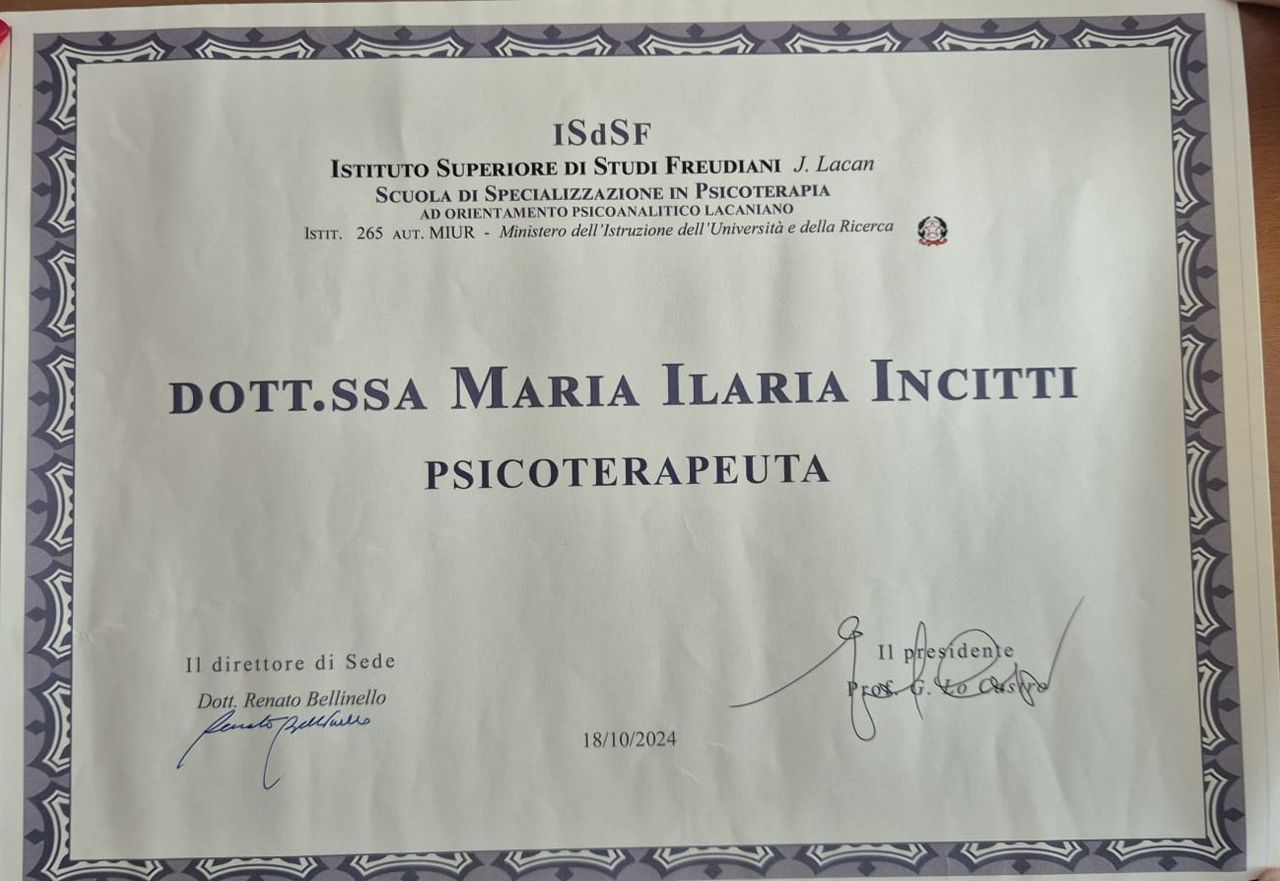 ISdSF
ISTITUTO SUPERIORE DI STUDI FREUDIANI J. Lacan
SCUOLA DI SPECIALIZZAZIONE IN PSICOTERAPIA
AD ORIENTAMENTO PSICOANALITICO LACANIANO
ISTIT. 265 AUT. MIUR - Ministero dell'Istruzione dell'Università e della Ricerca
DOTT.SSA MARIA ILARIA INCITTI
PSICOTERAPEUTA
Il direttore di Sede
Dott. Renato Bellinello
Renato Bellinello
Il presidente
Prof. G. Lo Castro
18/10/2024